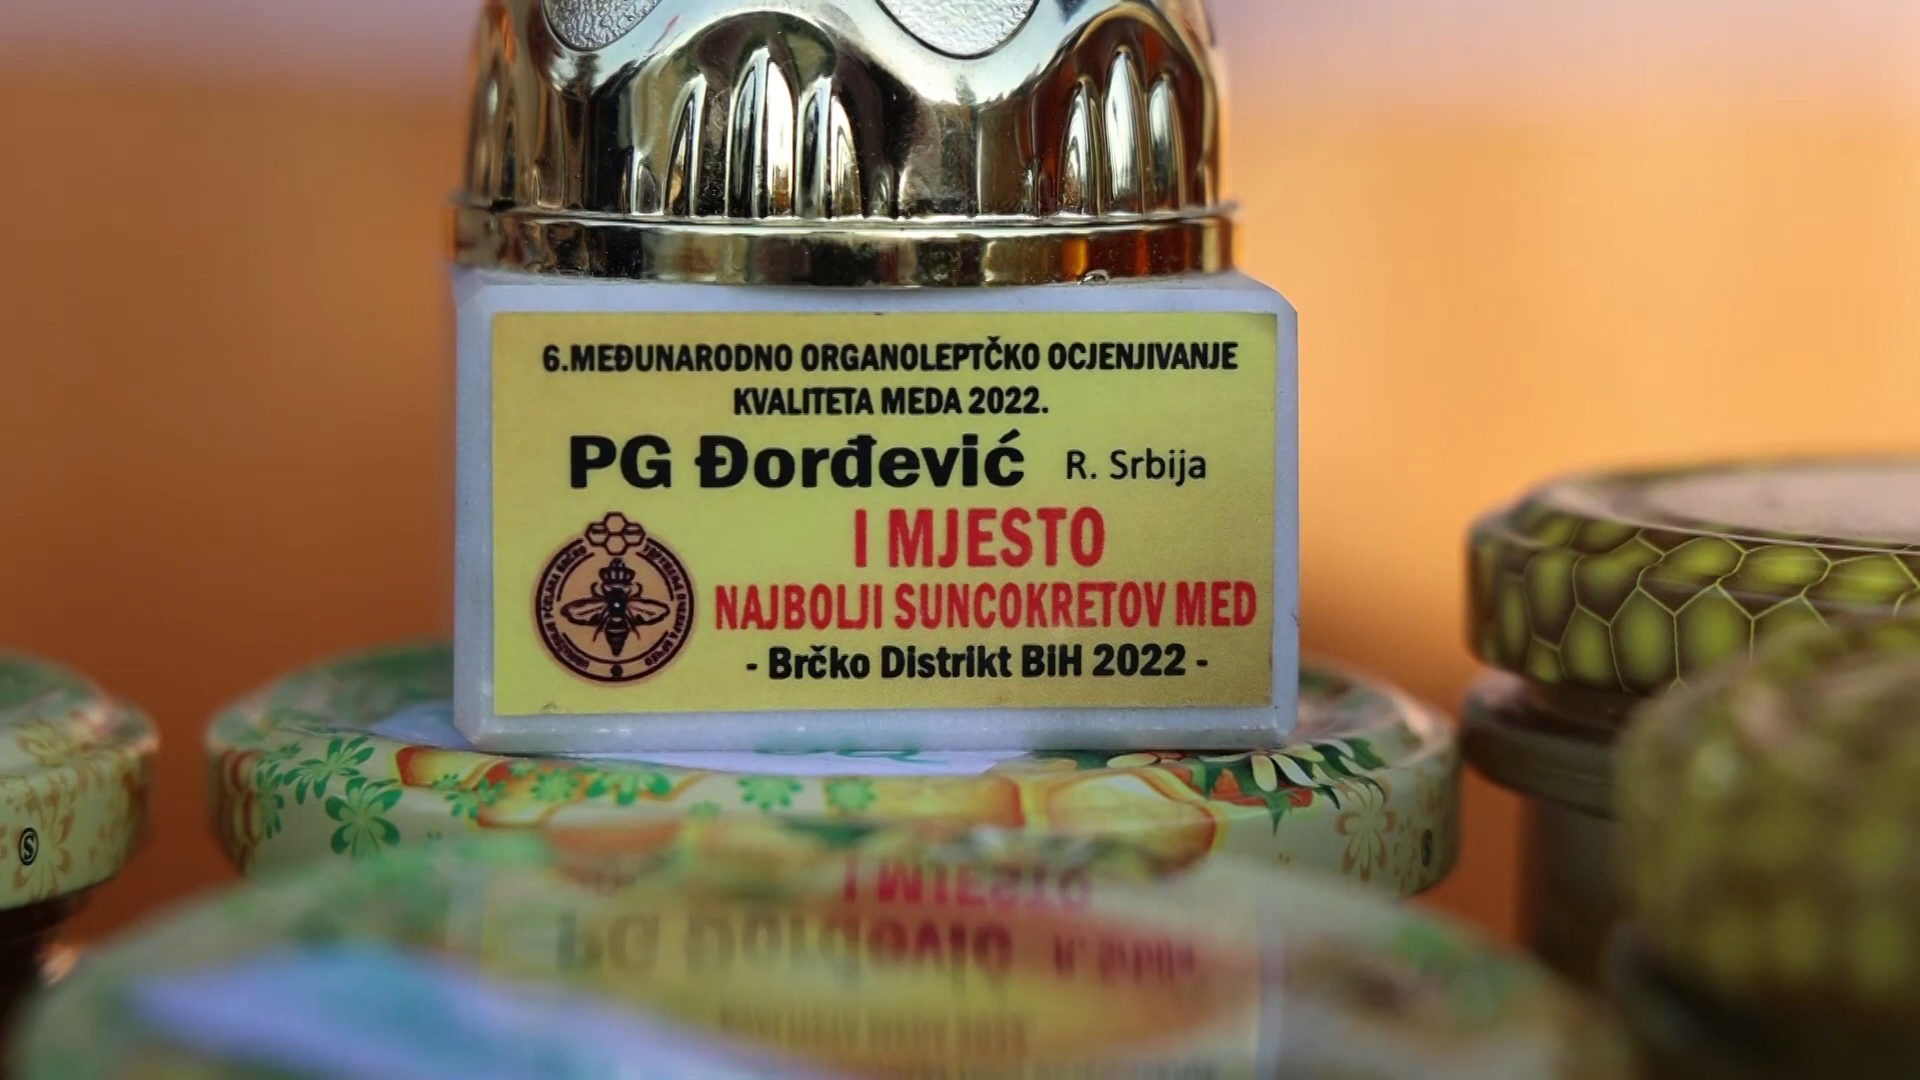 6.MEĐUNARODNO ORGANOLEPTČKO OCJENJIVANJE
KVALITETA MEDA 2022.
PG Đorđević R. Srbija
I MJESTO
NAJBOLJI SUNCOKRETOV MED
- Brčko Distrikt BiH 2022 -